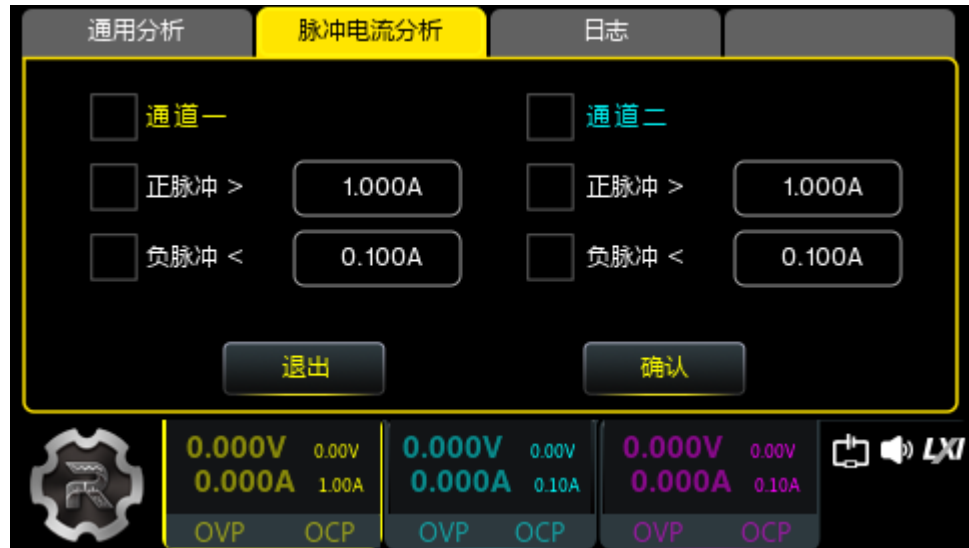 通用分析 脉冲电流分析 日志
通道一 通道二
正脉冲 > 1.000A 正脉冲 > 1.000A
负脉冲 < 0.100A 负脉冲 < 0.100A
退出 确认
0.000V 0.00V 0.000V 0.00V 0.000V 0.00V LXI
0.000A 1.00A 0.000A 0.10A 0.000A 0.10A
R OVP OCP OVP OCP OVP OCP